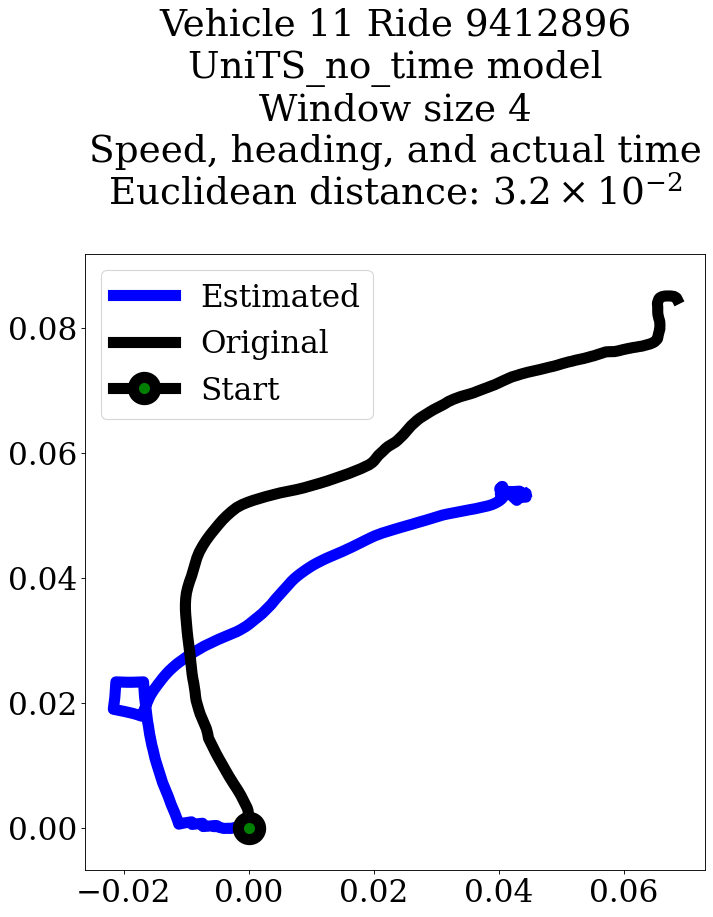 Vehicle 11 Ride 9412896
UniTS_no_time model
Window size 4
Speed, heading, and actual time
Euclidean distance: 3.2 × 10⁻²
Estimated
Original
Start
0.08
0.06
0.04
0.02
0.00
−0.02 0.00 0.02 0.04 0.06